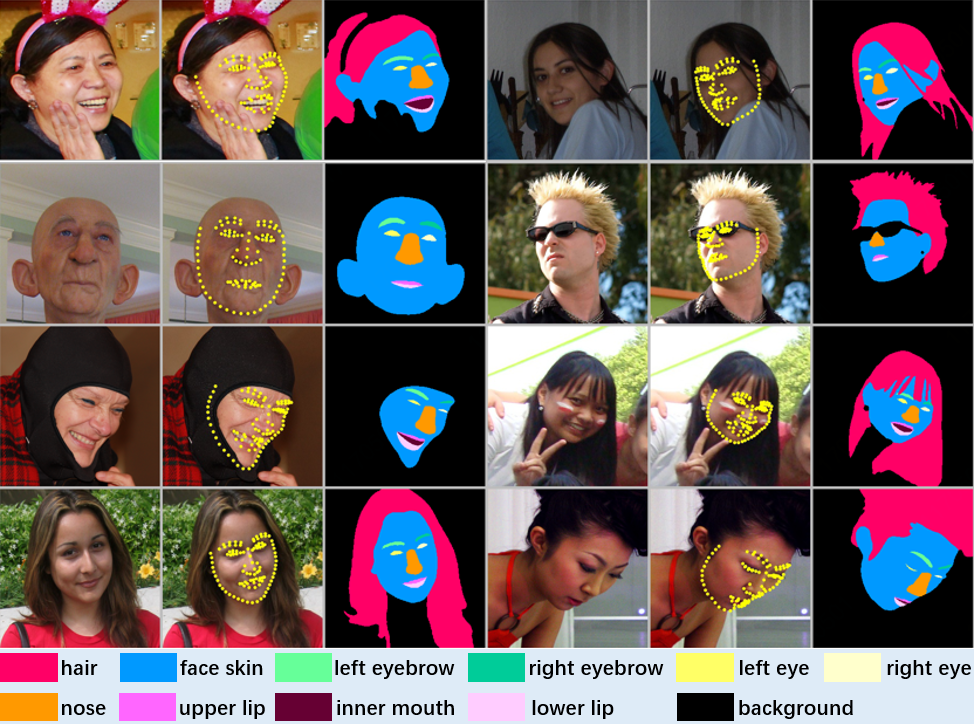 hair face skin left eyebrow right eyebrow left eye right eye
nose upper lip inner mouth lower lip background